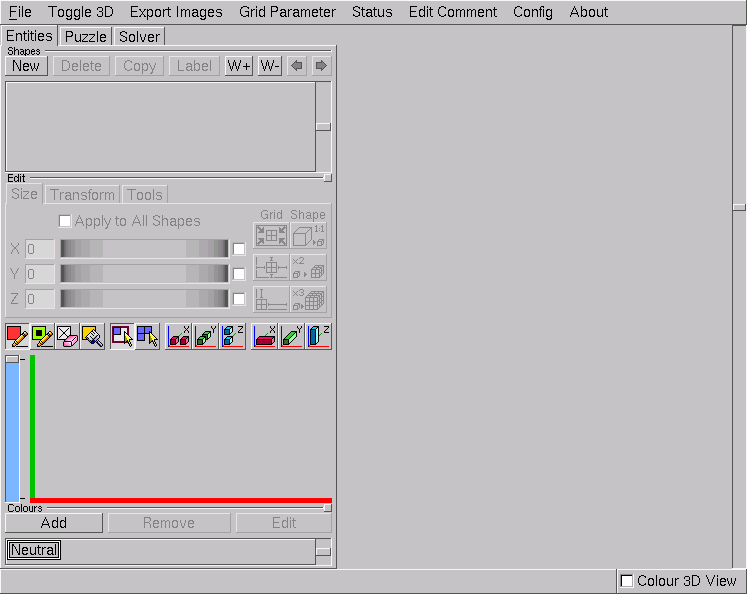 File Toggle 3D Export Images Grid Parameter Status Edit Comment Config About
Entities Puzzle Solver
Shapes
New Delete Copy Label W+ W-
Edit
Size Transform Tools
Apply to All Shapes
Grid Shape
X 0
Y 0
Z 0
1:1
x2
x3
X Y Z X Y Z
Colours
Add Remove Edit
Neutral
Colour 3D View